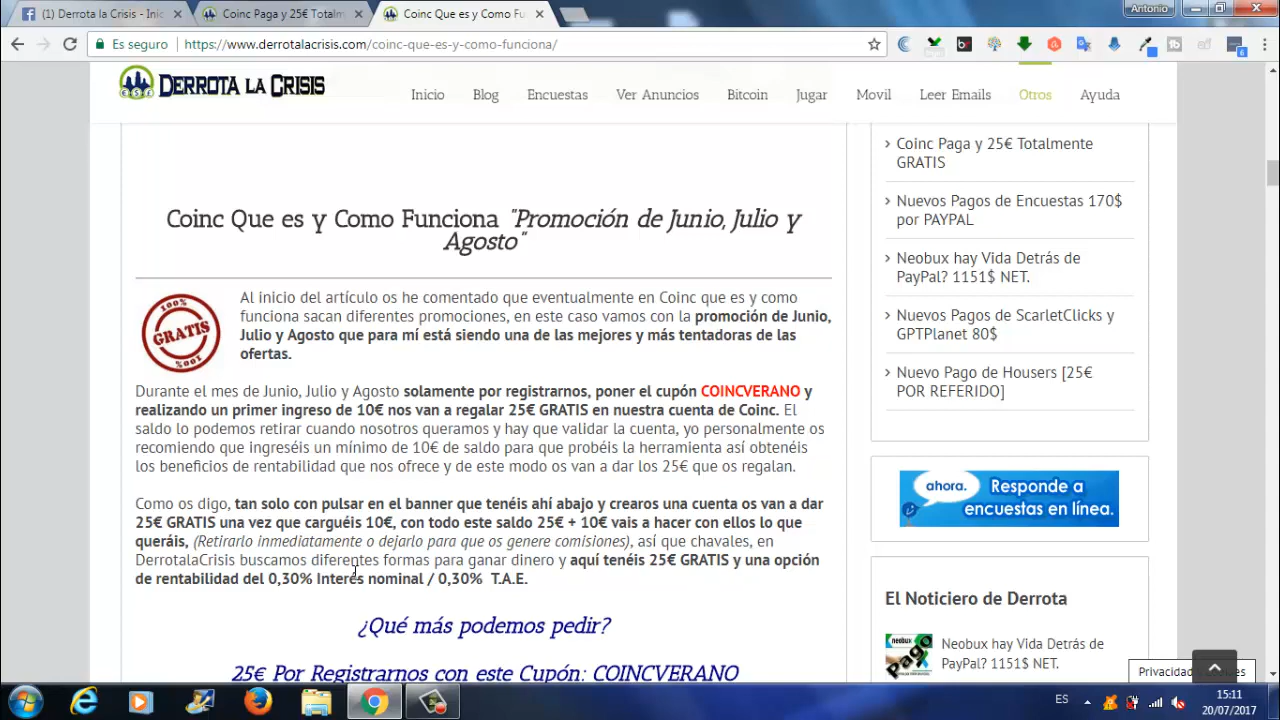 (1) Derrota la Crisis - Inic
Coinc Paga y 25€ Totalm
Coinc Que es y Como Fu
Antonio
Es seguro
https://www.derrotalacrisis.com/coinc-que-es-y-como-funciona/
6
DERROTA LA CRISIS
Inicio
Blog
Encuestas
Ver Anuncios
Bitcoin
Jugar
Movil
Leer Emails
Otros
Ayuda
Coinc Que es y Como Funciona "Promoción de Junio, Julio y
Agosto"
100%
GRATIS
100%
Al inicio del artículo os he comentado que eventualmente en Coinc que es y como
funciona sacan diferentes promociones, en este caso vamos con la promoción de Junio,
Julio y Agosto que para mí está siendo una de las mejores y más tentadoras de las
ofertas.
Durante el mes de Junio, Julio y Agosto solamente por registrarnos, poner el cupón COINCVERANO y
realizando un primer ingreso de 10€ nos van a regalar 25€ GRATIS en nuestra cuenta de Coinc. El
saldo lo podemos retirar cuando nosotros queramos y hay que validar la cuenta, yo personalmente os
recomiendo que ingreséis un mínimo de 10€ de saldo para que probéis la herramienta así obtenéis
los beneficios de rentabilidad que nos ofrece y de este modo os van a dar los 25€ que os regalan.
Como os digo, tan solo con pulsar en el banner que tenéis ahí abajo y crearos una cuenta os van a dar
25€ GRATIS una vez que carguéis 10€, con todo este saldo 25€ + 10€ vais a hacer con ellos lo que
queráis, (Retirarlo inmediatamente o dejarlo para que os genere comisiones), así que chavales, en
DerrotalaCrisis buscamos diferentes formas para ganar dinero y aquí tenéis 25€ GRATIS y una opción
de rentabilidad del 0,30% Interés nominal / 0,30% T.A.E.
¿Qué más podemos pedir?
25€ Por Registrarnos con este Cupón: COINCVERANO
Coinc Paga y 25€ Totalmente
GRATIS
Nuevos Pagos de Encuestas 170$
por PAYPAL
Neobux hay Vida Detrás de
PayPal? 1151$ NET.
Nuevos Pagos de ScarletClicks y
GPTPlanet 80$
Nuevo Pago de Housers [25€
POR REFERIDO]
ahora.
Responde a
encuestas en línea.
El Noticiero de Derrota
neobux
Pago
Neobux hay Vida Detrás de
PayPal? 1151$ NET.
Privacidad y Cookies
ES
15:11
20/07/2017